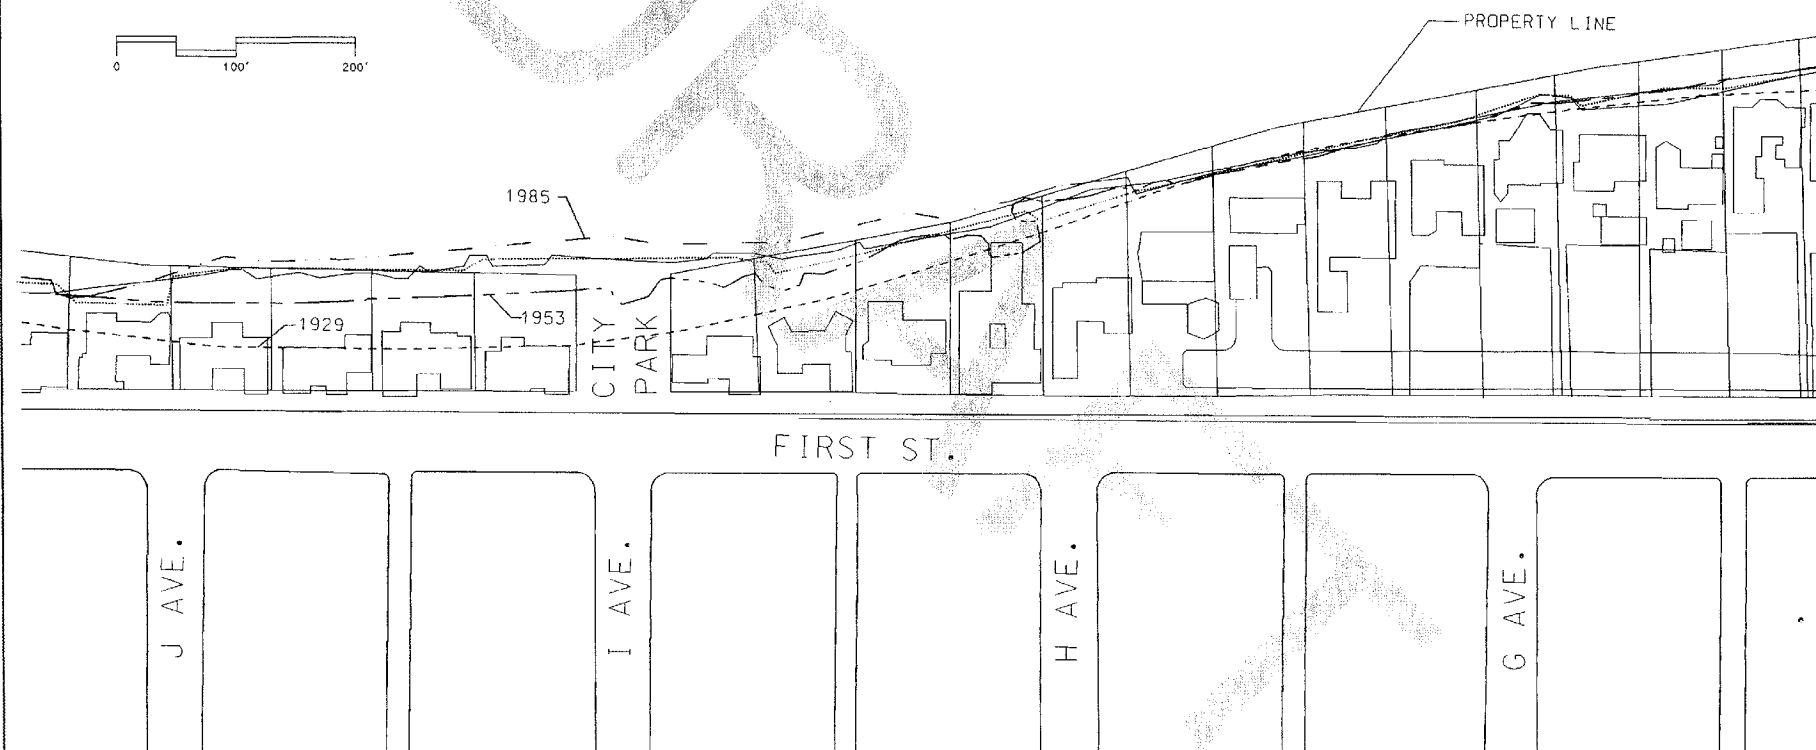 PROPERTY LINE
0 100' 200'
1985
1953
1929
CITY
PARK
FIRST ST.
J AVE.
I AVE.
H AVE.
G AVE.